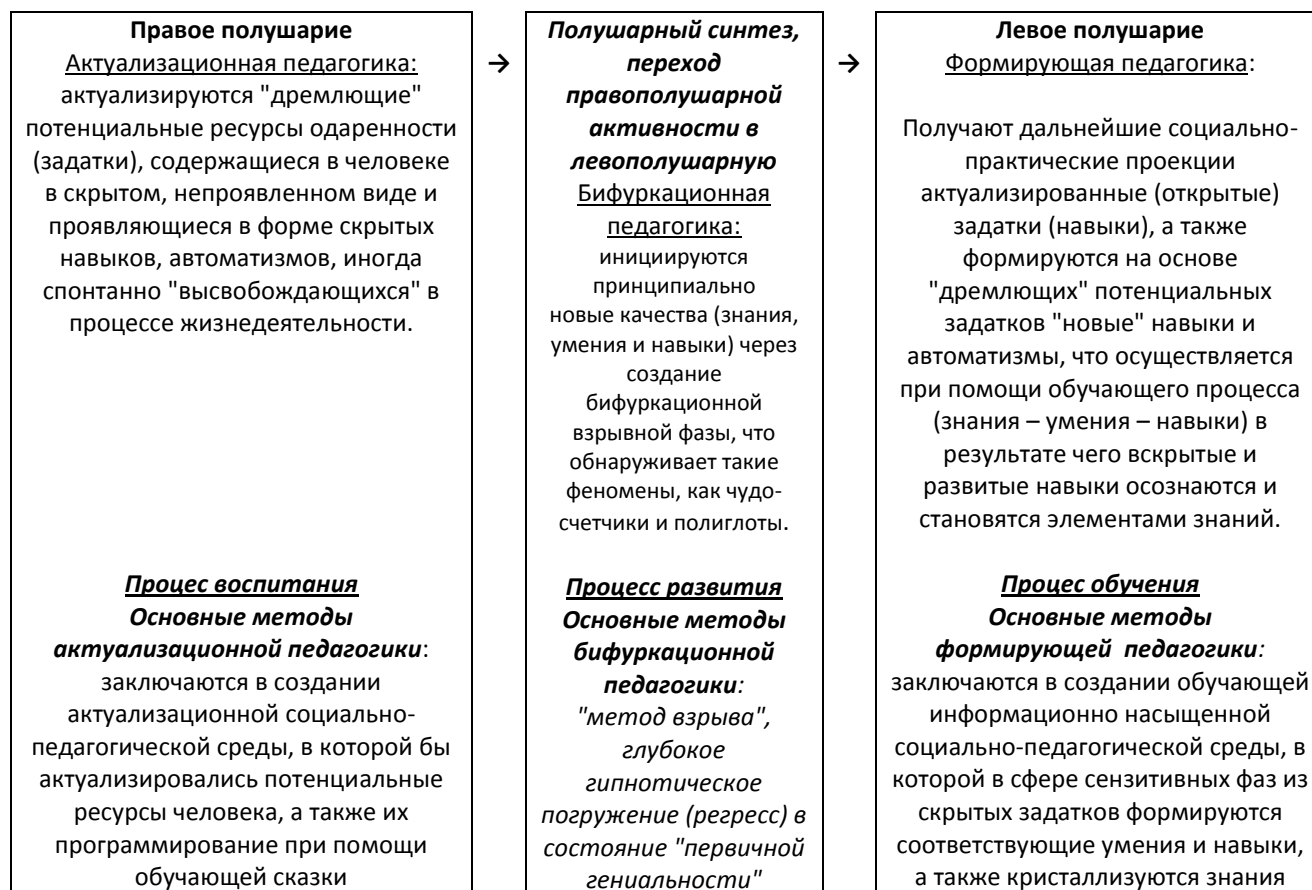 Правое полушарие
Актуализационная педагогика:
актуализируются "дремлющие"
потенциальные ресурсы одаренности
(задатки), содержащиеся в человеке
в скрытом, непроявленном виде и
проявляющиеся в форме скрытых
навыков, автоматизмов, иногда
спонтанно "высвобождающихся" в
процессе жизнедеятельности.
Процес воспитания
Основные методы
актуализационной педагогики:
заключаются в создании
актуализационной социально-
педагогической среды, в которой бы
актуализировались потенциальные
ресурсы человека, а также их
программирование при помощи
обучающей сказки
→
Полушарный синтез,
переход
правополушарной
активности в
левополушарную
Бифуркационная
педагогика:
инициируются
принципиально
новые качества (знания,
умения и навыки) через
создание
бифуркационной
взрывной фазы, что
обнаруживает такие
феномены, как чудо-
счетчики и полиглоты.
Процесс развития
Основные методы
бифуркационной
педагогики:
"метод взрыва",
глубокое
гипнотическое
погружение (регресс) в
состояние "первичной
гениальности"
→
Левое полушарие
Формирующая педагогика:
Получают дальнейшие социально-
практические проекции
актуализированные (открытые)
задатки (навыки), а также
формируются на основе
"дремлющих" потенциальных
задатков "новые" навыки и
автоматизмы, что осуществляется
при помощи обучающего процесса
(знания – умения – навыки) в
результате чего вскрытые и
развитые навыки осознаются и
становятся элементами знаний.
Процес обучения
Основные методы
формирующей педагогики:
заключаются в создании обучающей
информационно насыщенной
социально-педагогической среды, в
которой в сфере сензитивных фаз из
скрытых задатков формируются
соответствующие умения и навыки,
а также кристаллизуются знания